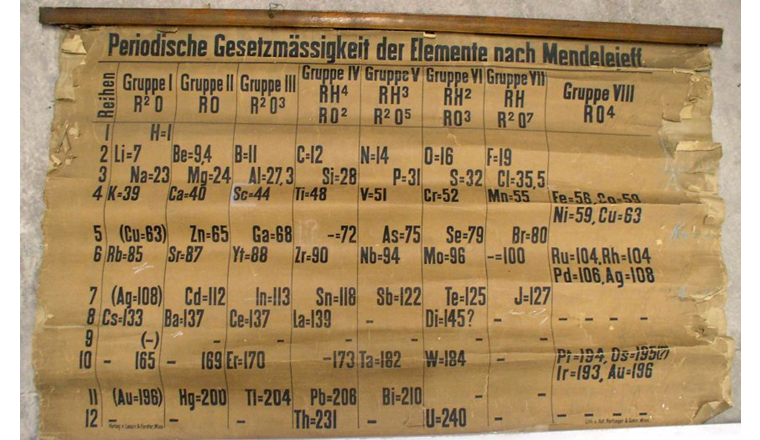 Periodische Gesetzmässigkeit der Elemente nach Mendelejeff.
Reihen Gruppe I Gruppe II Gruppe III Gruppe IV Gruppe V Gruppe VI Gruppe VII Gruppe VIII
RH⁴ RH³ RH² RH
R²O RO R²O³ RO² R²O⁵ RO³ R²O⁷ RO⁴
1 H=1
2 Li=7 Be=9,4 B=11 C=12 N=14 O=16 F=19
3 Na=23 Mg=24 Al=27,3 Si=28 P=31 S=32 Cl=35,5
4 K=39 Ca=40 Sc=44 Ti=48 V=51 Cr=52 Mn=55 Fe=56, Co=59
Ni=59, Cu=63
5 (Cu=63) Zn=65 Ga=68 -=72 As=75 Se=79 Br=80
6 Rb=85 Sr=87 Yt=88 Zr=90 Nb=94 Mo=96 -=100 Ru=104, Rh=104
Pd=106, Ag=108
7 (Ag=108) Cd=112 In=113 Sn=118 Sb=122 Te=125 J=127
8 Cs=133 Ba=137 Ce=137 La=139 - Di=145? - - - - -
9 (-)
10 - 165 - 169 Er=170 -173 Ta=182 W=184 - Pt=194, Os=195(?)
Ir=193, Au=196
11 (Au=196) Hg=200 Tl=204 Pb=206 Bi=210
12 - - - Th=231 - U=240 - - - - -